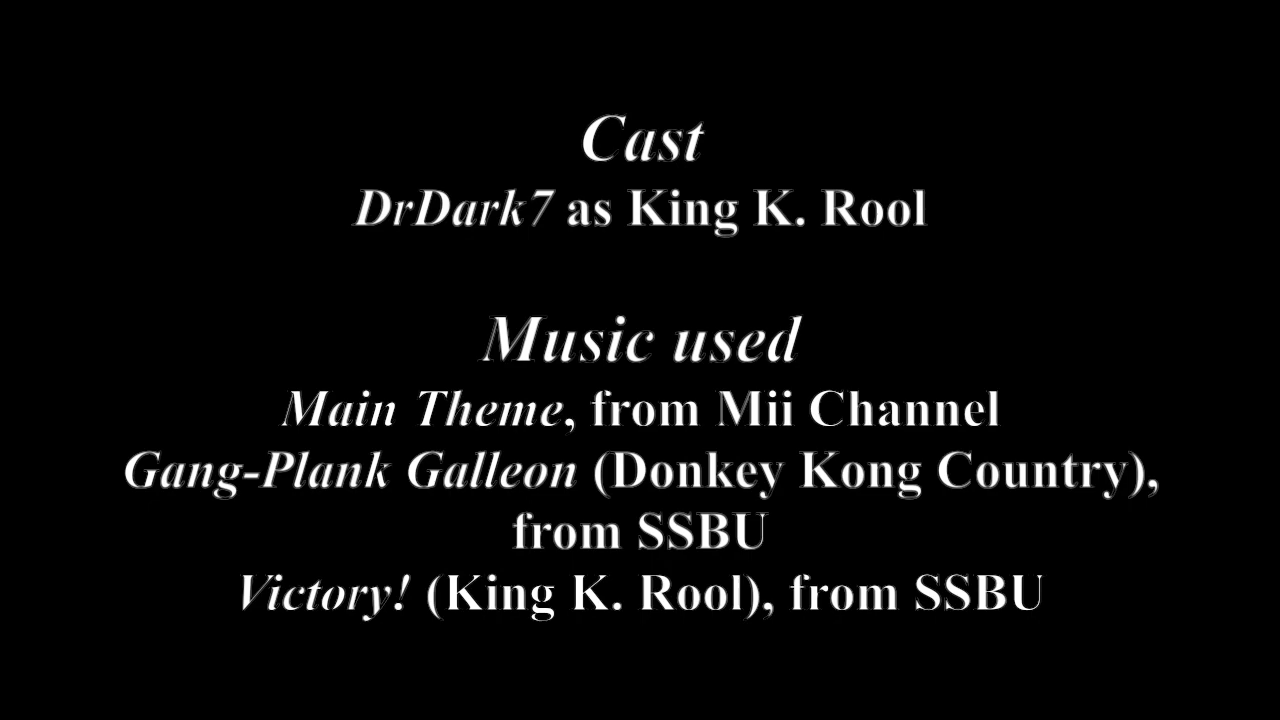 Cast
DrDark7 as King K. Rool
Music used
Main Theme, from Mii Channel
Gang-Plank Galleon (Donkey Kong Country),
from SSBU
Victory! (King K. Rool), from SSBU